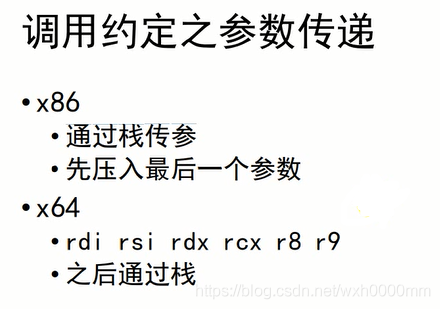 调用约定之参数传递
• x86
• 通过栈传参
• 先压入最后一个参数
• x64
• rdi rsi rdx rcx r8 r9
• 之后通过栈
https://blog.csdn.net/wxh0000mm